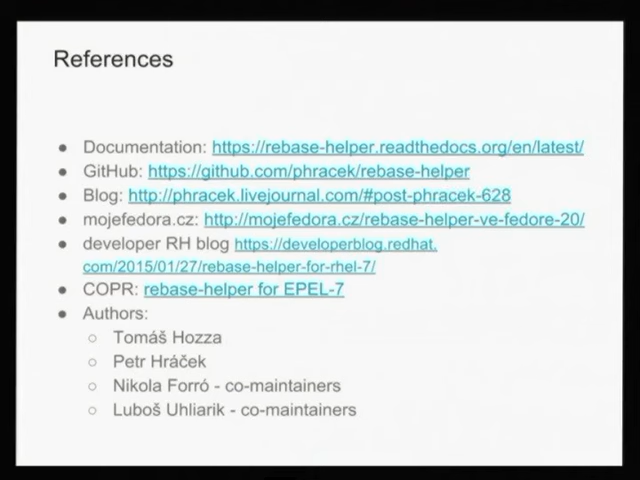 References
● Documentation: https://rebase-helper.readthedocs.org/en/latest/
● GitHub: https://github.com/phracek/rebase-helper
● Blog: http://phracek.livejournal.com/#post-phracek-628
● mojefedora.cz: http://mojefedora.cz/rebase-helper-ve-fedore-20/
● developer RH blog https://developerblog.redhat.
com/2015/01/27/rebase-helper-for-rhel-7/
● COPR: rebase-helper for EPEL-7
● Authors:
○ Tomáš Hozza
○ Petr Hráček
○ Nikola Forró - co-maintainers
○ Luboš Uhliarik - co-maintainers